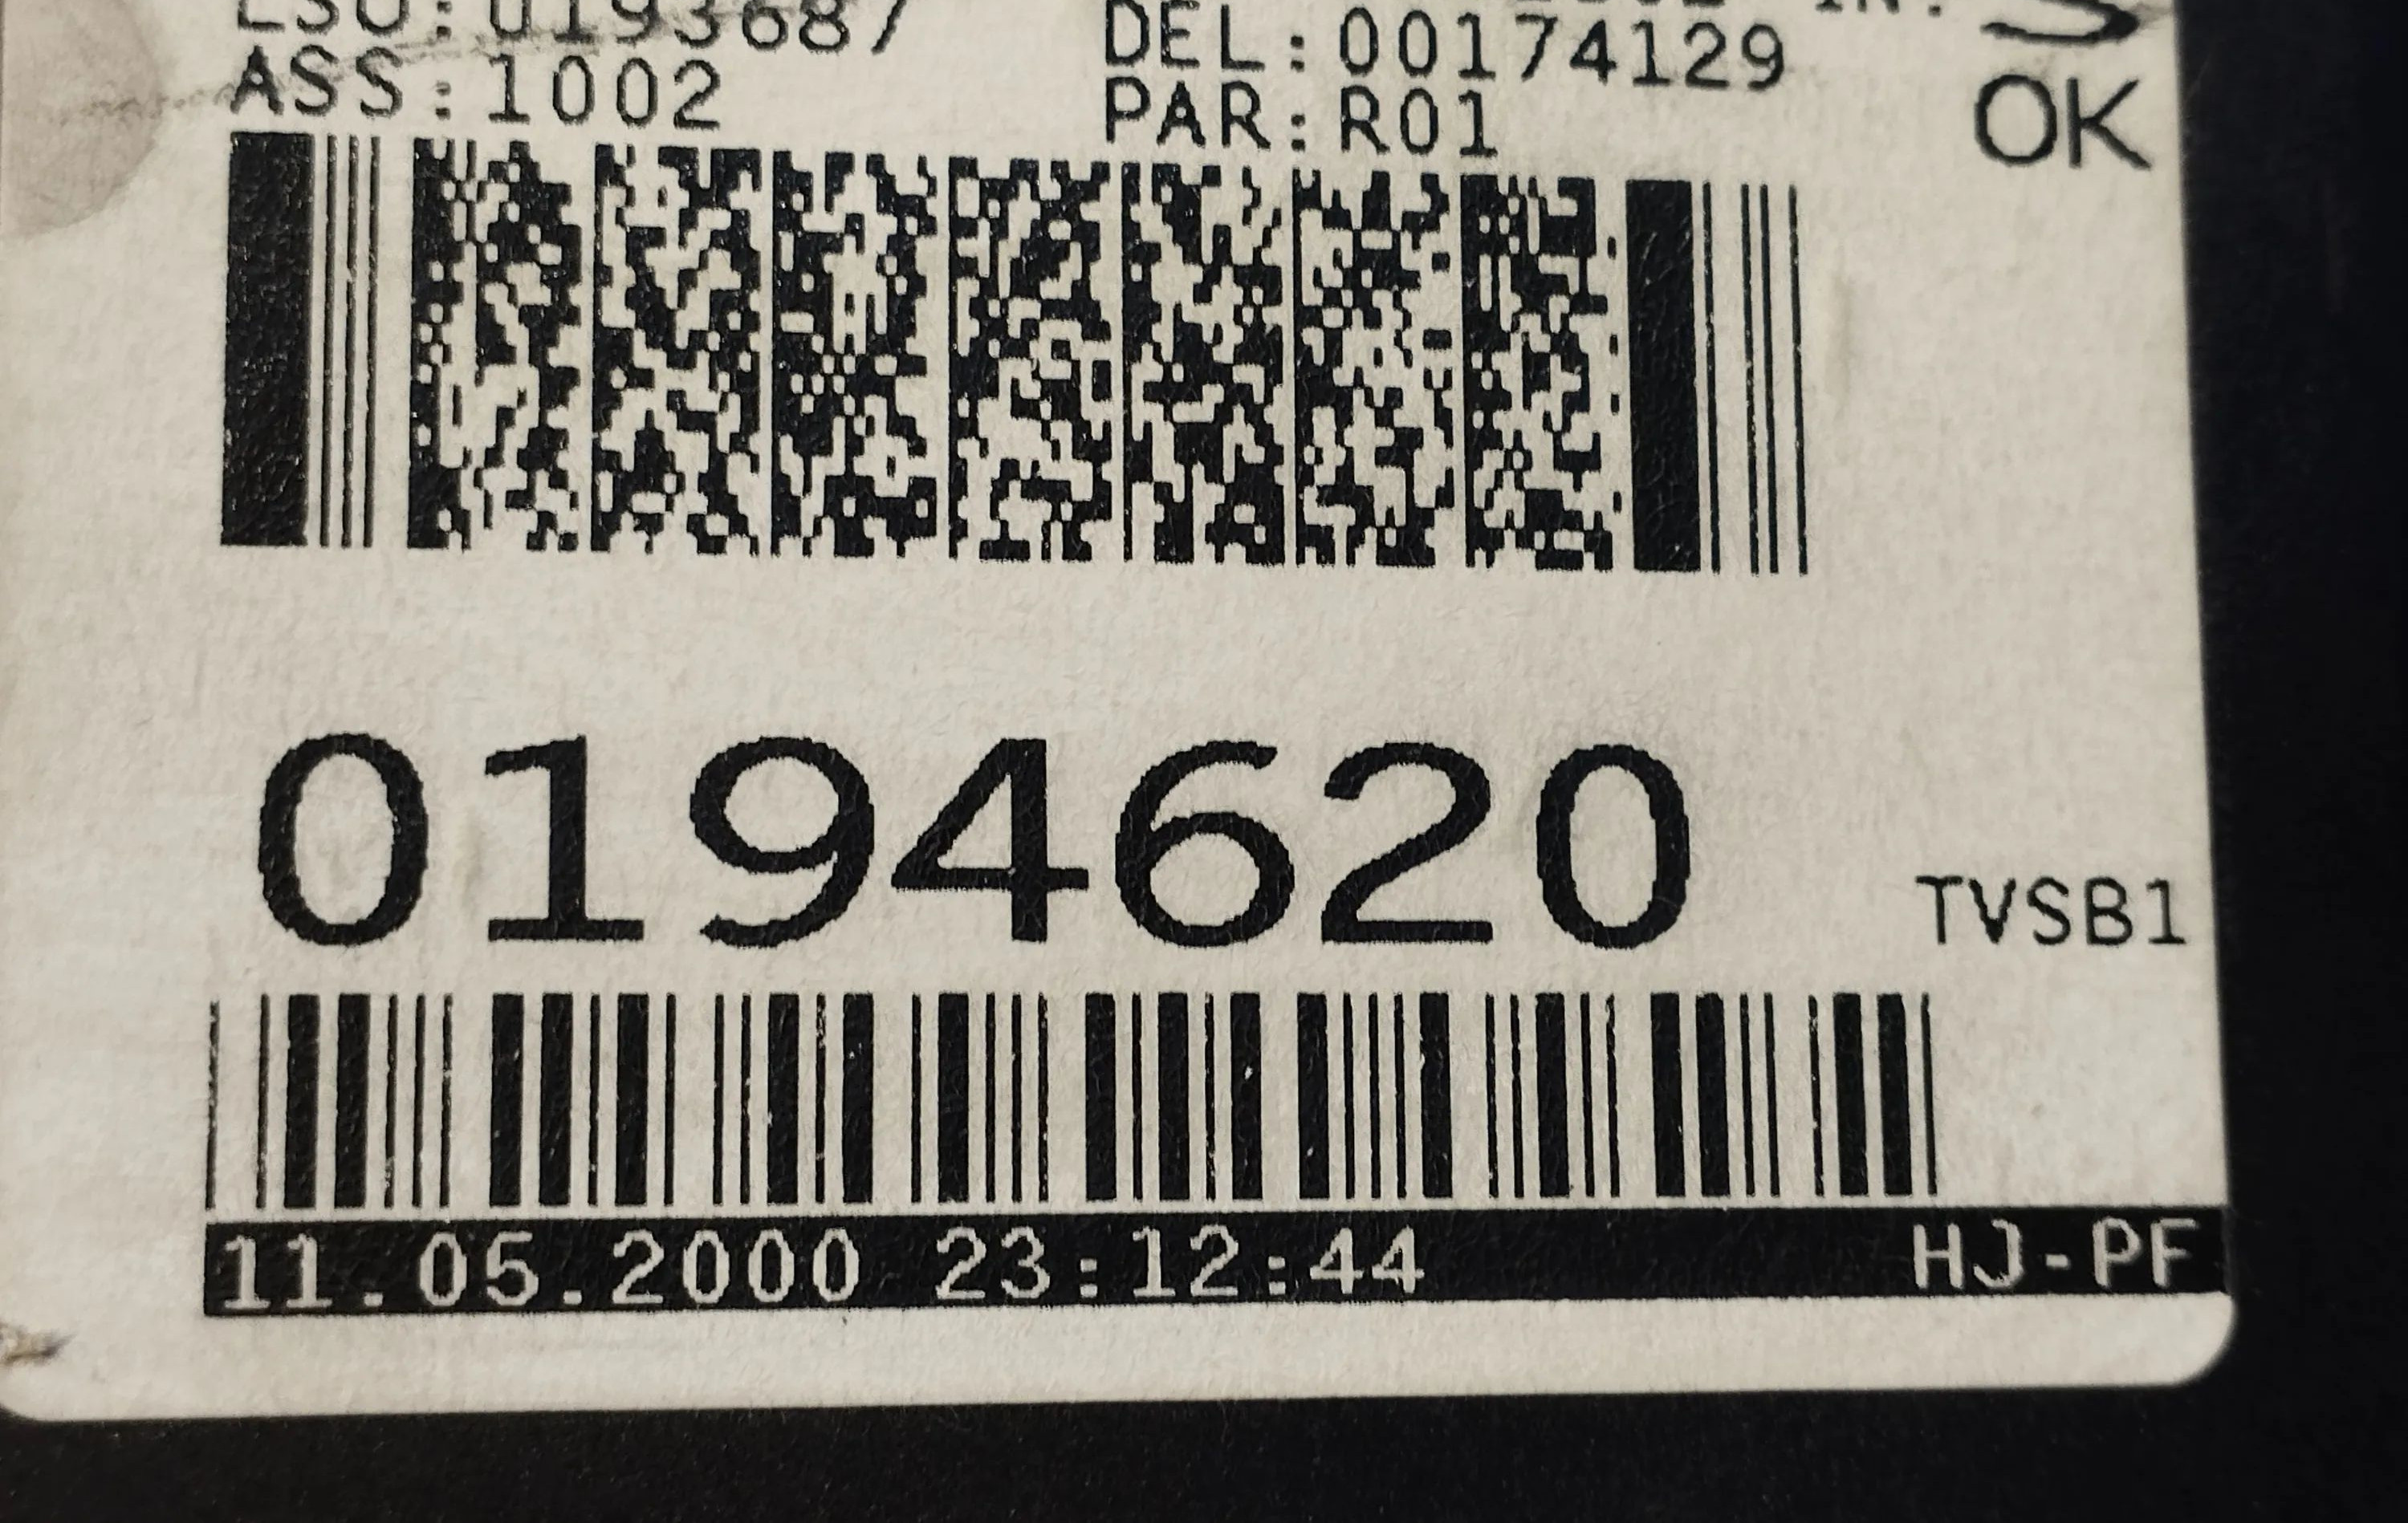 DEL:00174129
ASS:1002
PAR:R01
OK
0194620
TVSB1
11.05.2000 23:12:44
HJ-PF